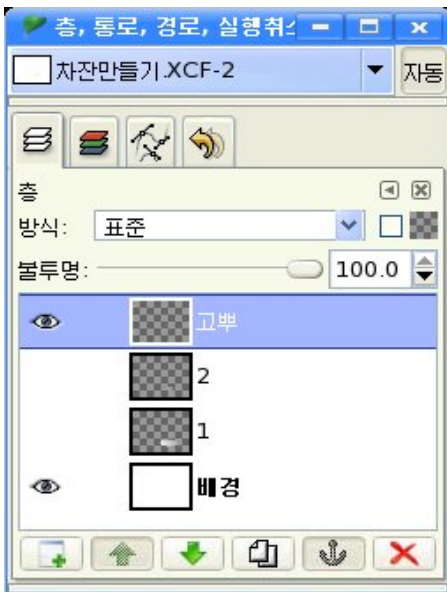 층, 통로, 경로, 실행취소
차잔만들기.XCF-2 자동
층
방식: 표준
불투명: 100.0
고뿌
2
1
배경